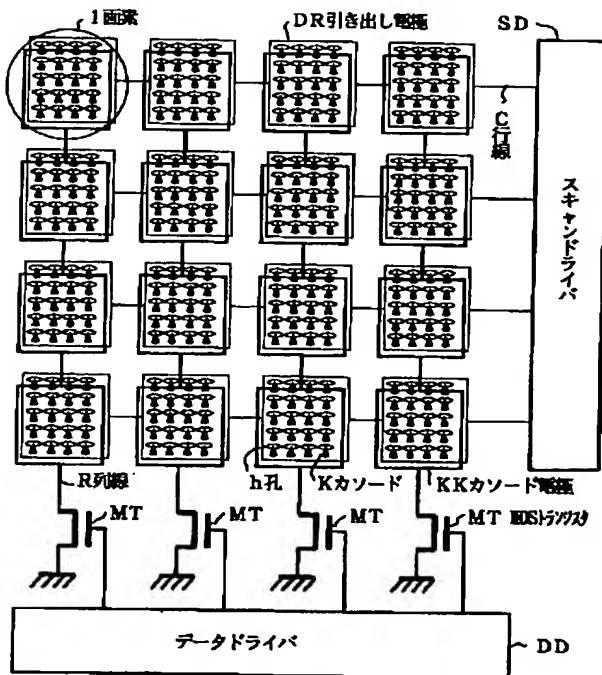 1画素
DR引き出し電極
SD
C行線
スキャンドライバ
R列線
h孔
Kカソード
KKカソード電極
MT
MT
MT
MT MOSトランジスタ
データドライバ
DD